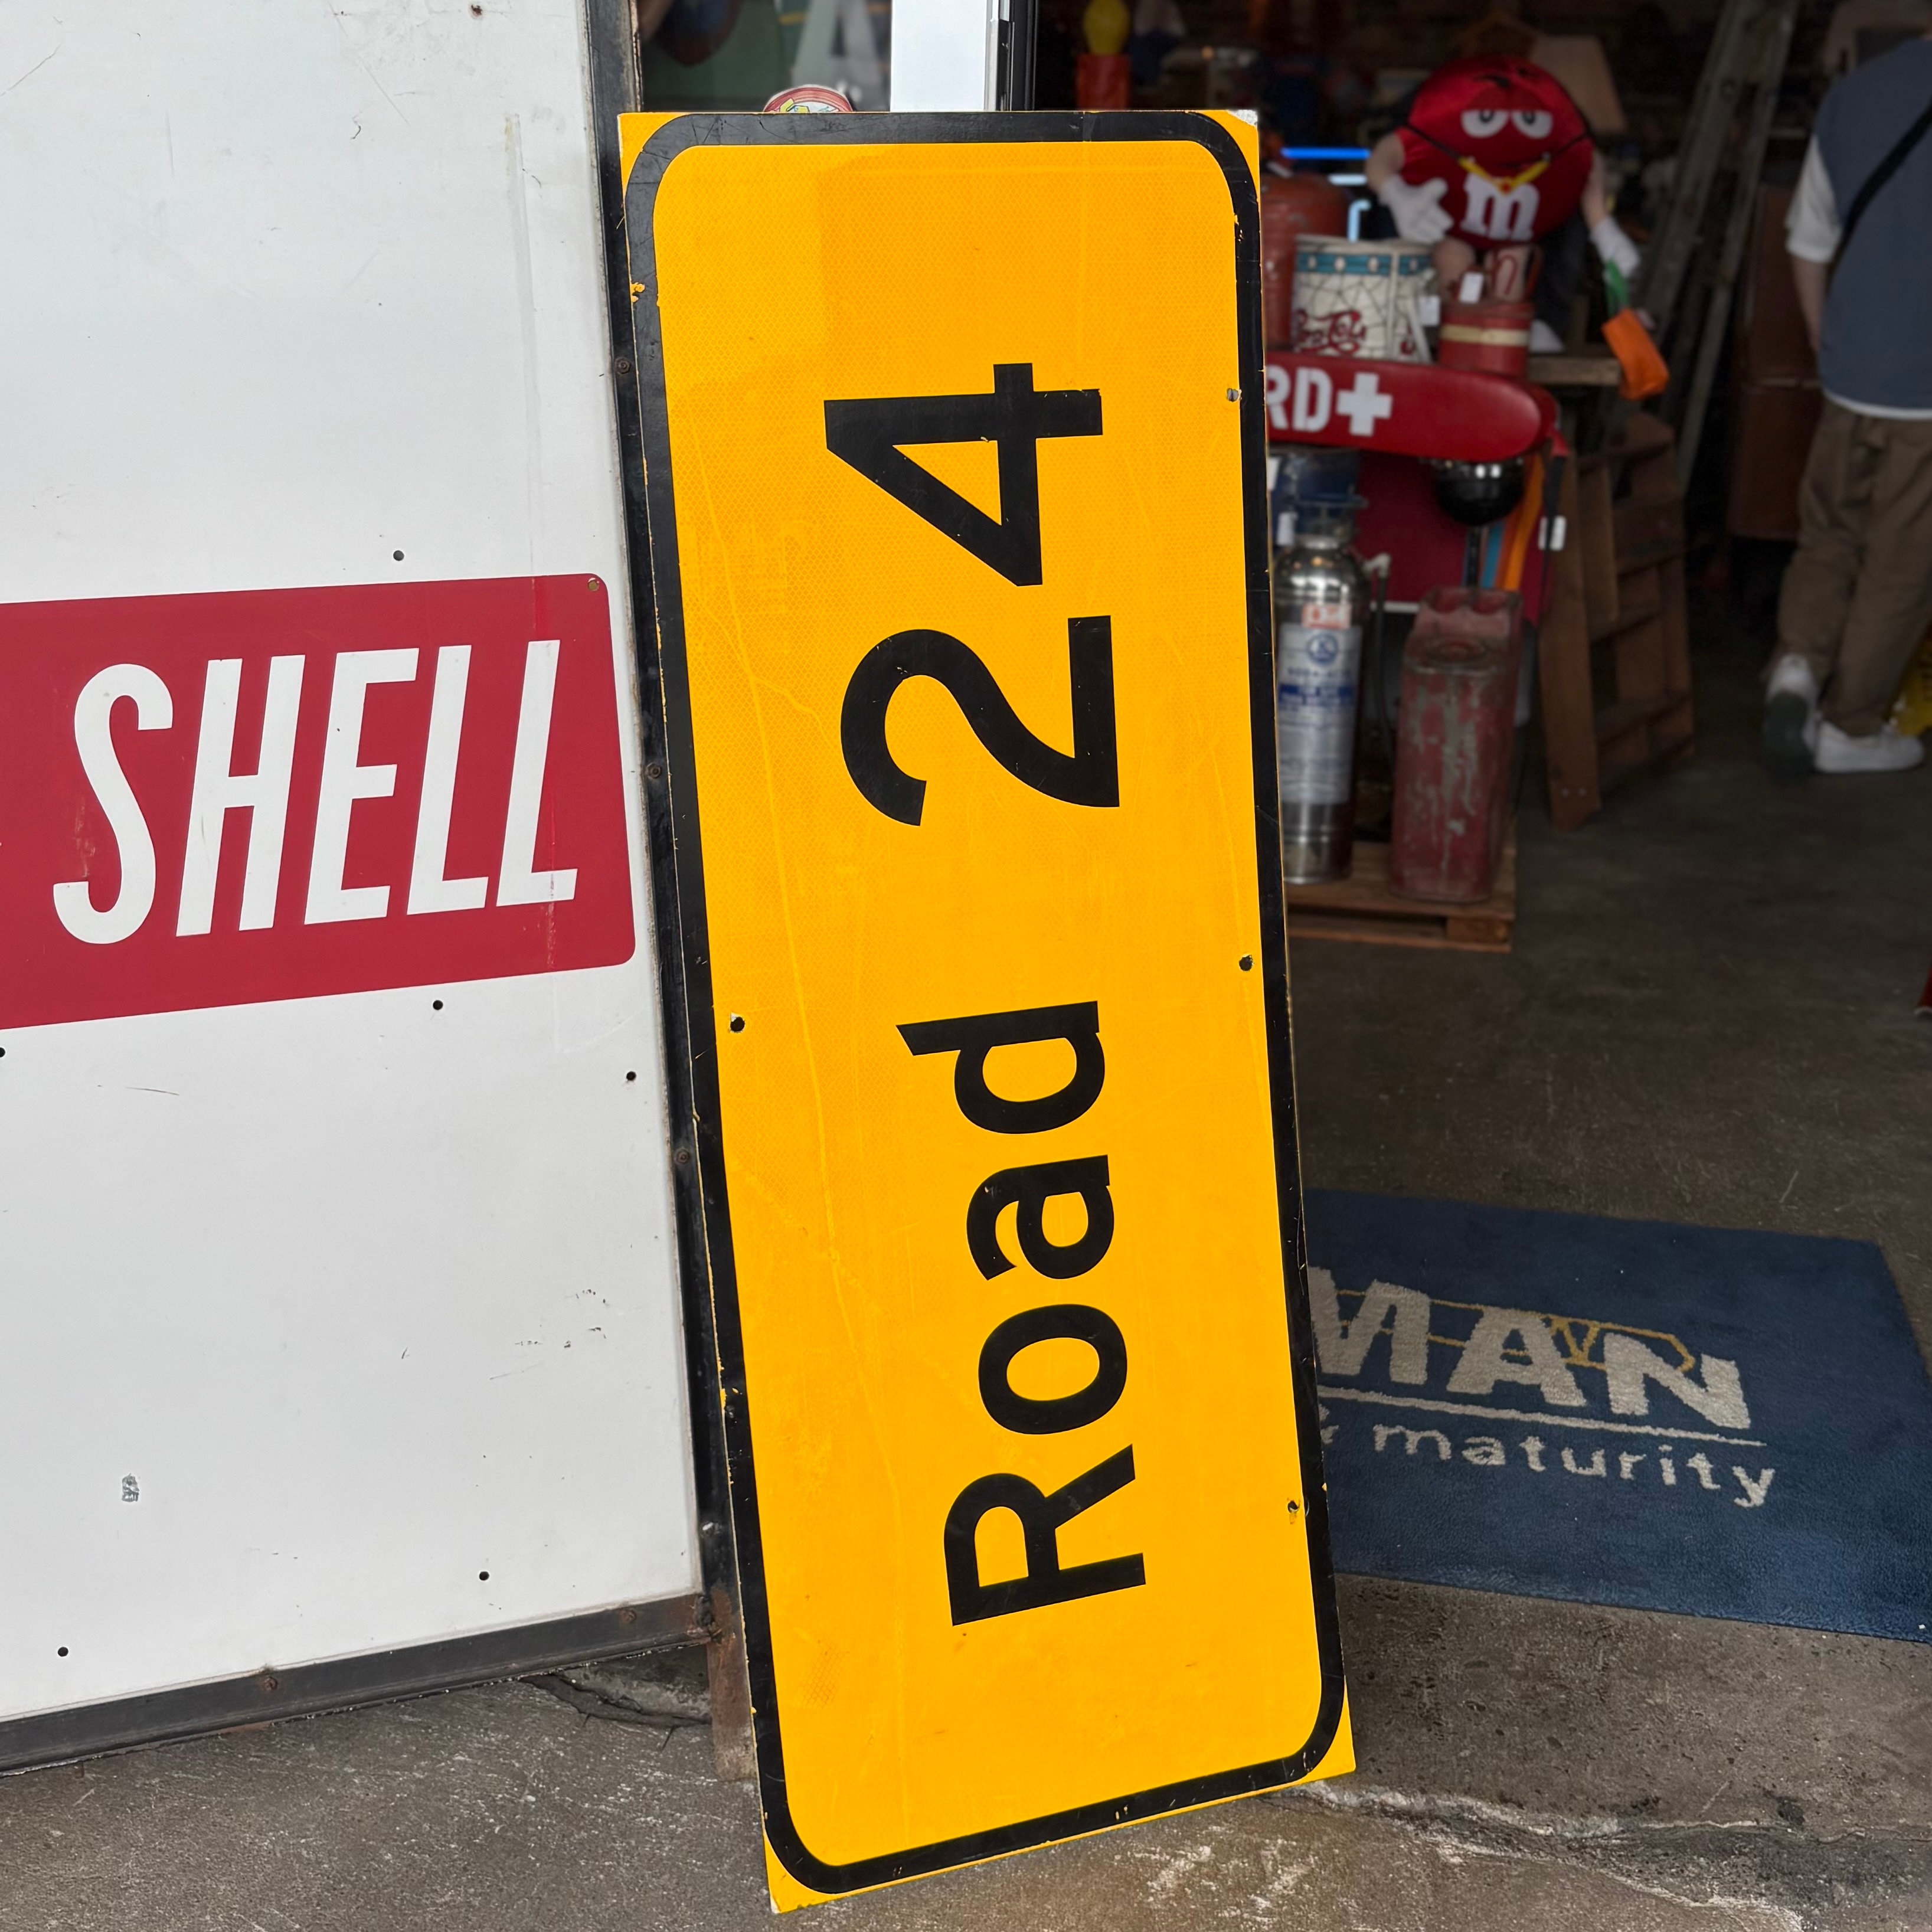 SHELL
Road 24
m
RD+
MAN
& maturity